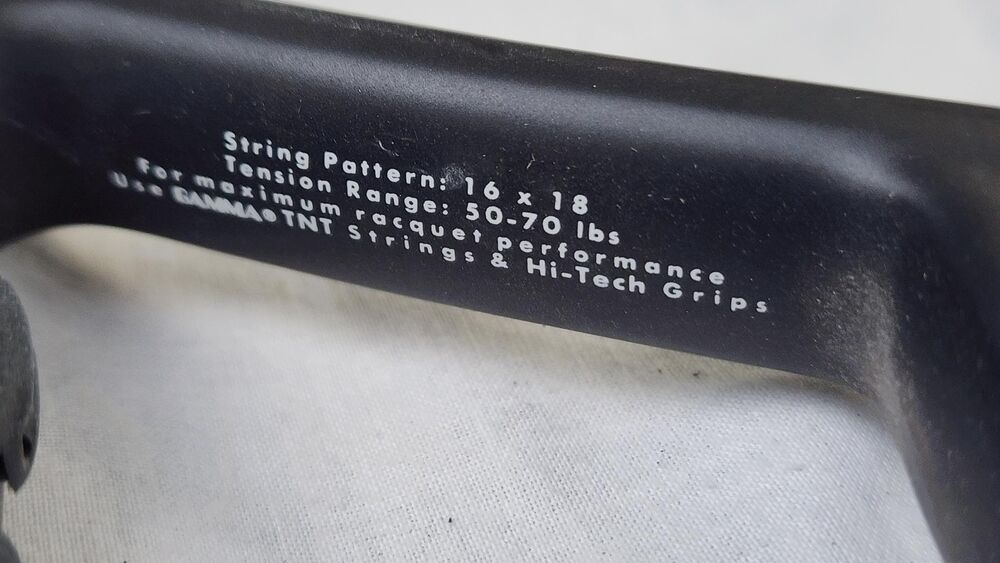 String Pattern: 16 x 18
Tension Range: 50-70 lbs
For maximum racquet performance
Use GAMMA® TNT Strings & Hi-Tech Grips